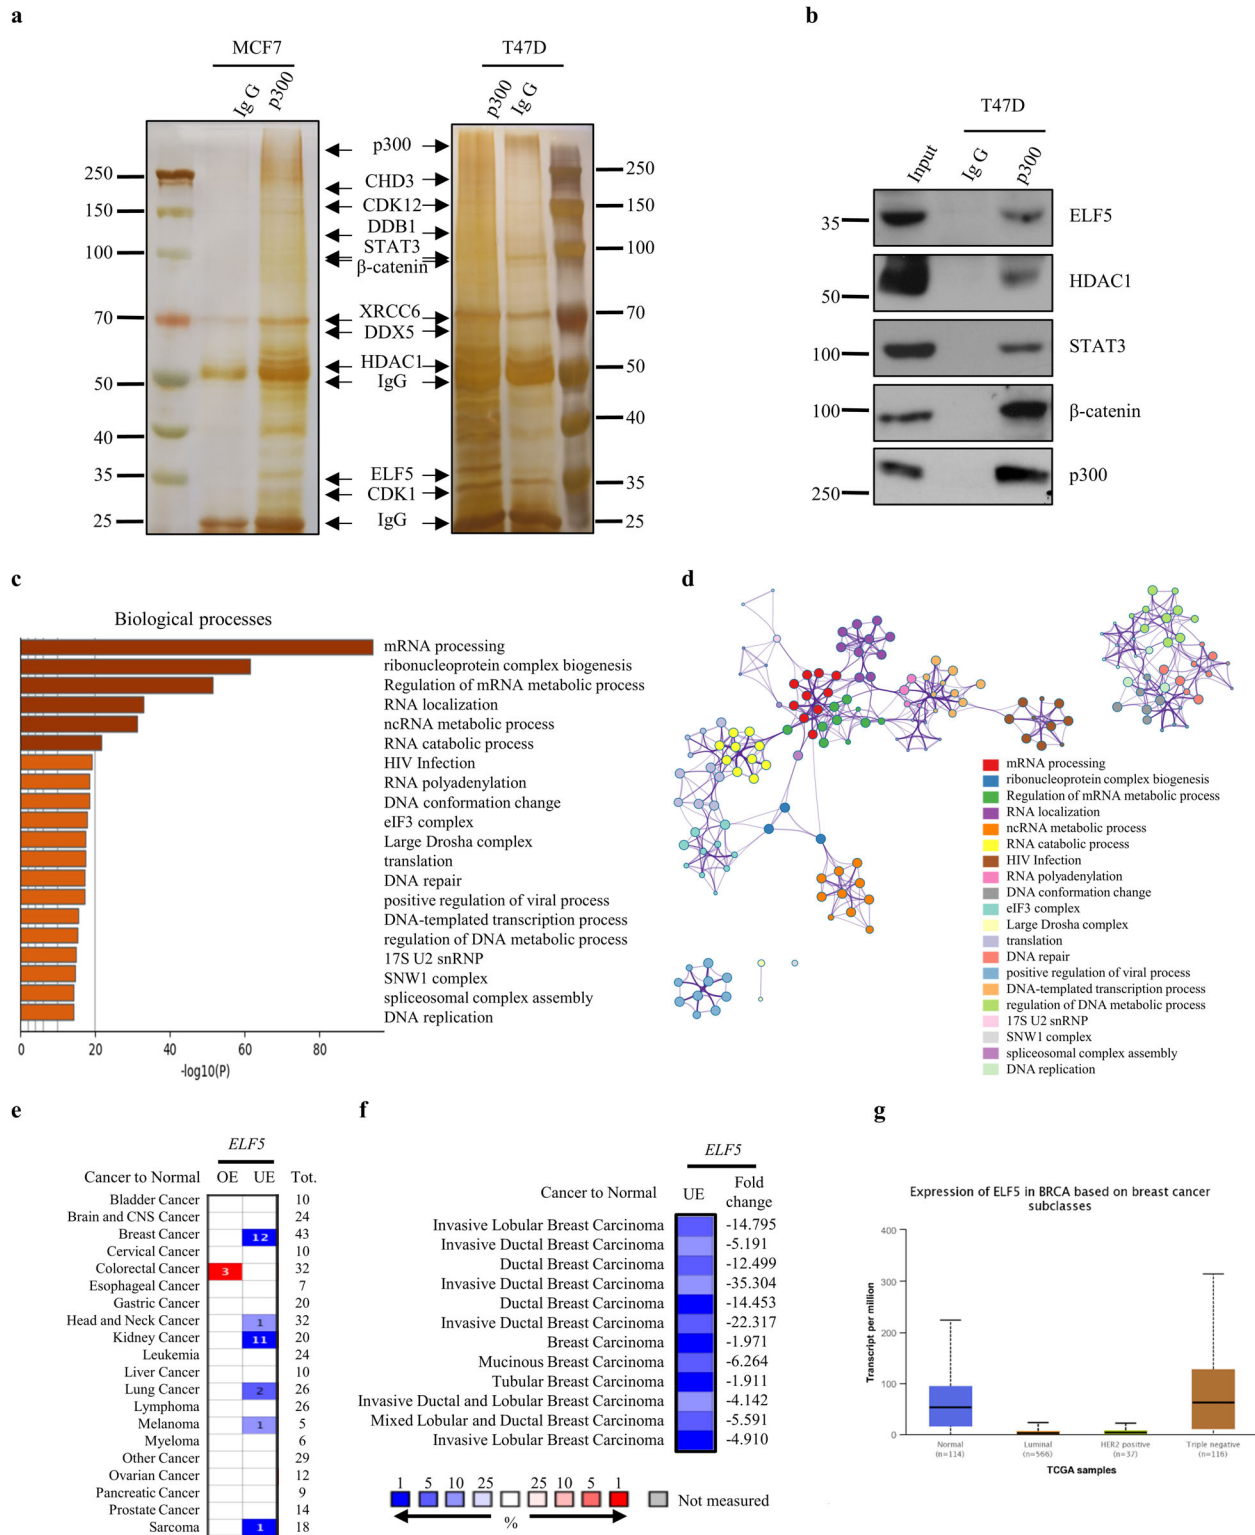 a
MCF7
Ig G
p300
250
150
100
70
50
40
35
25
p300
CHD3
CDK12
DDB1
STAT3
β-catenin
XRCC6
DDX5
HDAC1
IgG
ELF5
CDK1
IgG
T47D
p300
Ig G
250
150
100
70
50
40
35
25
b
T47D
Input
Ig G
p300
35
ELF5
50
HDAC1
100
STAT3
100
β-catenin
250
p300
c
Biological processes
mRNA processing
ribonucleoprotein complex biogenesis
Regulation of mRNA metabolic process
RNA localization
ncRNA metabolic process
RNA catabolic process
HIV Infection
RNA polyadenylation
DNA conformation change
eIF3 complex
Large Drosha complex
translation
DNA repair
positive regulation of viral process
DNA-templated transcription process
regulation of DNA metabolic process
17S U2 snRNP
SNW1 complex
spliceosomal complex assembly
DNA replication
0 20 40 60 80
-log10(P)
d
mRNA processing
ribonucleoprotein complex biogenesis
Regulation of mRNA metabolic process
RNA localization
ncRNA metabolic process
RNA catabolic process
HIV Infection
RNA polyadenylation
DNA conformation change
eIF3 complex
Large Drosha complex
translation
DNA repair
positive regulation of viral process
DNA-templated transcription process
regulation of DNA metabolic process
17S U2 snRNP
SNW1 complex
spliceosomal complex assembly
DNA replication
e
ELF5
Cancer to Normal OE UE Tot.
Bladder Cancer 10
Brain and CNS Cancer 24
Breast Cancer 12 43
Cervical Cancer 10
Colorectal Cancer 3 32
Esophageal Cancer 7
Gastric Cancer 20
Head and Neck Cancer 1 32
Kidney Cancer 11 20
Leukemia 24
Liver Cancer 10
Lung Cancer 2 26
Lymphoma 26
Melanoma 1 5
Myeloma 6
Other Cancer 29
Ovarian Cancer 12
Pancreatic Cancer 9
Prostate Cancer 14
Sarcoma 1 18
f
ELF5
Cancer to Normal UE Fold change
Invasive Lobular Breast Carcinoma -14.795
Invasive Ductal Breast Carcinoma -5.191
Ductal Breast Carcinoma -12.499
Invasive Ductal Breast Carcinoma -35.304
Ductal Breast Carcinoma -14.453
Invasive Ductal Breast Carcinoma -22.317
Breast Carcinoma -1.971
Mucinous Breast Carcinoma -6.264
Tubular Breast Carcinoma -1.911
Invasive Ductal and Lobular Breast Carcinoma -4.142
Mixed Lobular and Ductal Breast Carcinoma -5.591
Invasive Lobular Breast Carcinoma -4.910
1 5 10 25 25 10 5 1
%
Not measured
g
Expression of ELF5 in BRCA based on breast cancer
subclasses
Transcript per million
400
300
200
100
0
Normal
(n=114)
Luminal
(n=566)
HER2 positive
(n=37)
Triple negative
(n=116)
TCGA samples